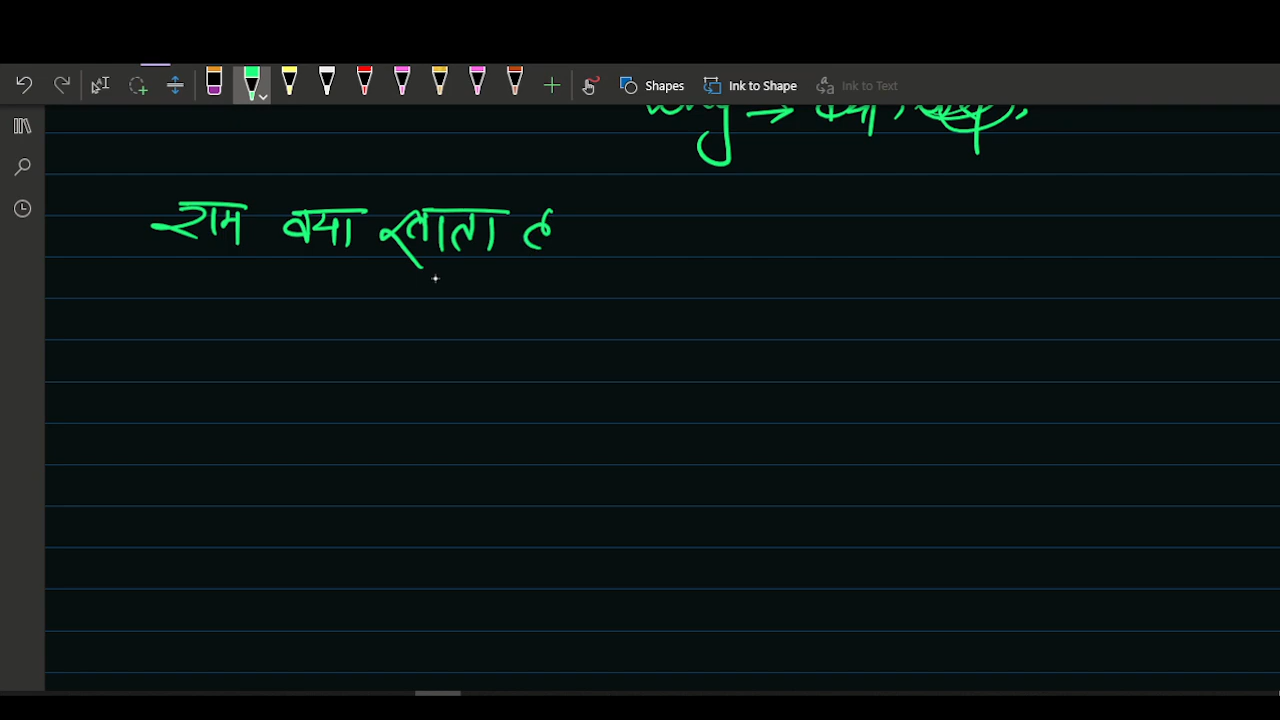 Shapes Ink to Shape Ink to Text
→ क्या,
राम क्या खाता ह